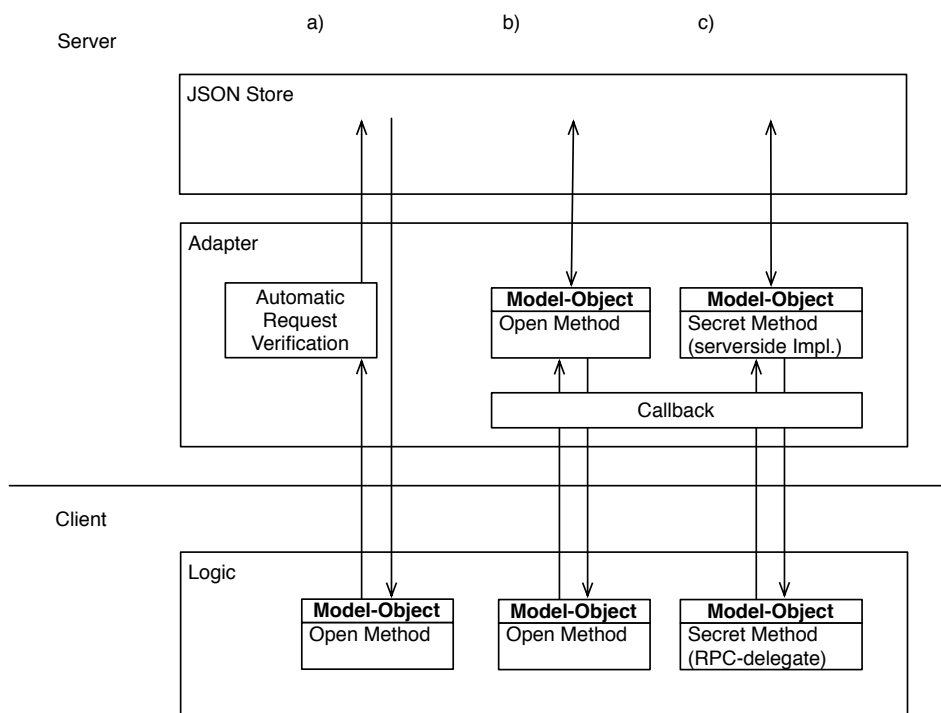 a)
b)
c)
Server
JSON Store
Adapter
Automatic
Request
Verification
Model-Object
Open Method
Model-Object
Secret Method
(serverside Impl.)
Callback
Client
Logic
Model-Object
Open Method
Model-Object
Open Method
Model-Object
Secret Method
(RPC-delegate)